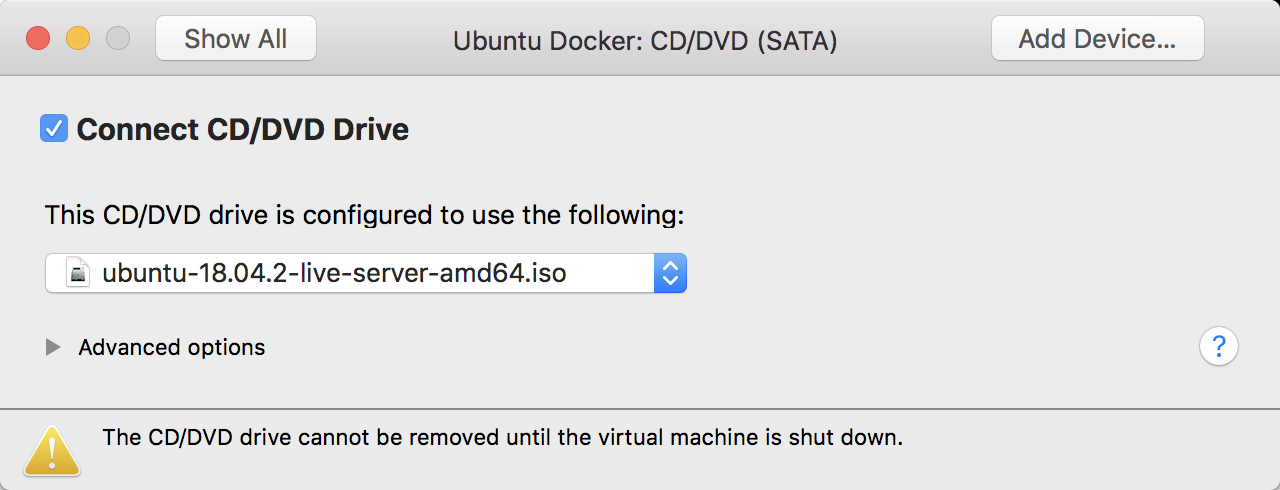 Show All
Ubuntu Docker: CD/DVD (SATA)
Add Device...
Connect CD/DVD Drive
This CD/DVD drive is configured to use the following:
ubuntu-18.04.2-live-server-amd64.iso
Advanced options
?
The CD/DVD drive cannot be removed until the virtual machine is shut down.